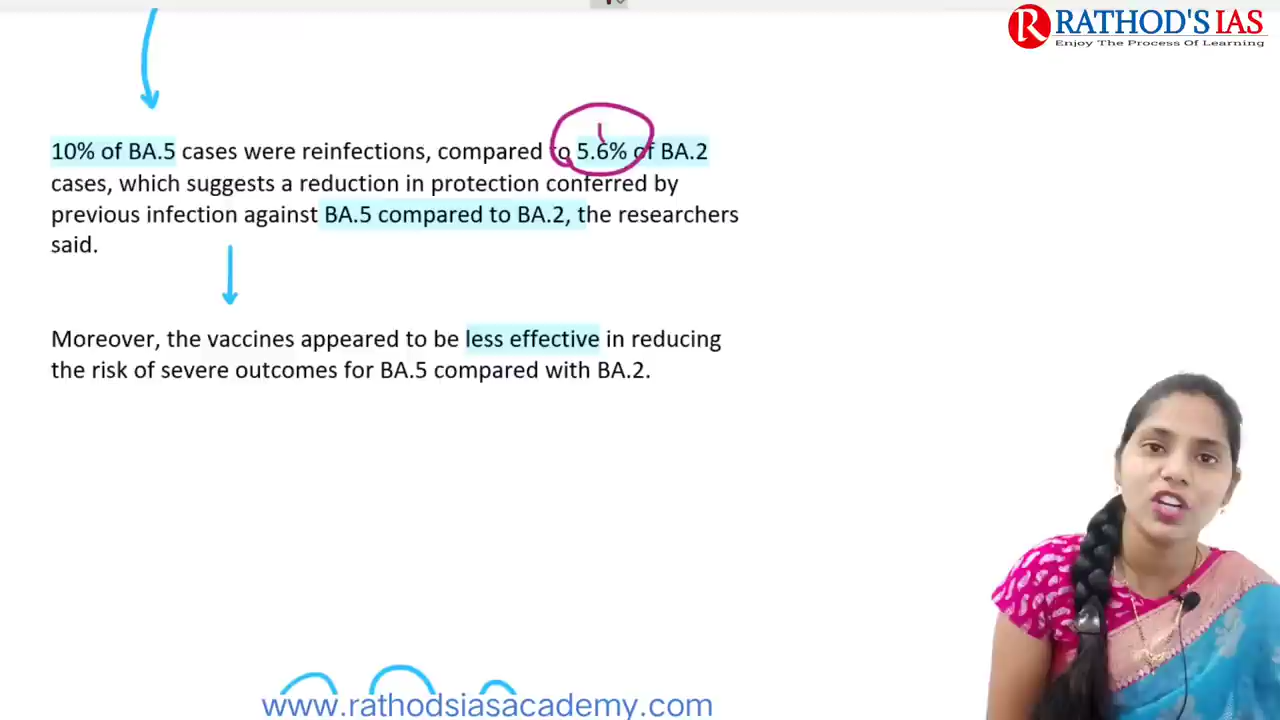 R RATHOD'S IAS
Enjoy The Process Of Learning
10% of BA.5 cases were reinfections, compared to 5.6% of BA.2
cases, which suggests a reduction in protection conferred by
previous infection against BA.5 compared to BA.2, the researchers
said.
Moreover, the vaccines appeared to be less effective in reducing
the risk of severe outcomes for BA.5 compared with BA.2.
www.rathodsiasacademy.com